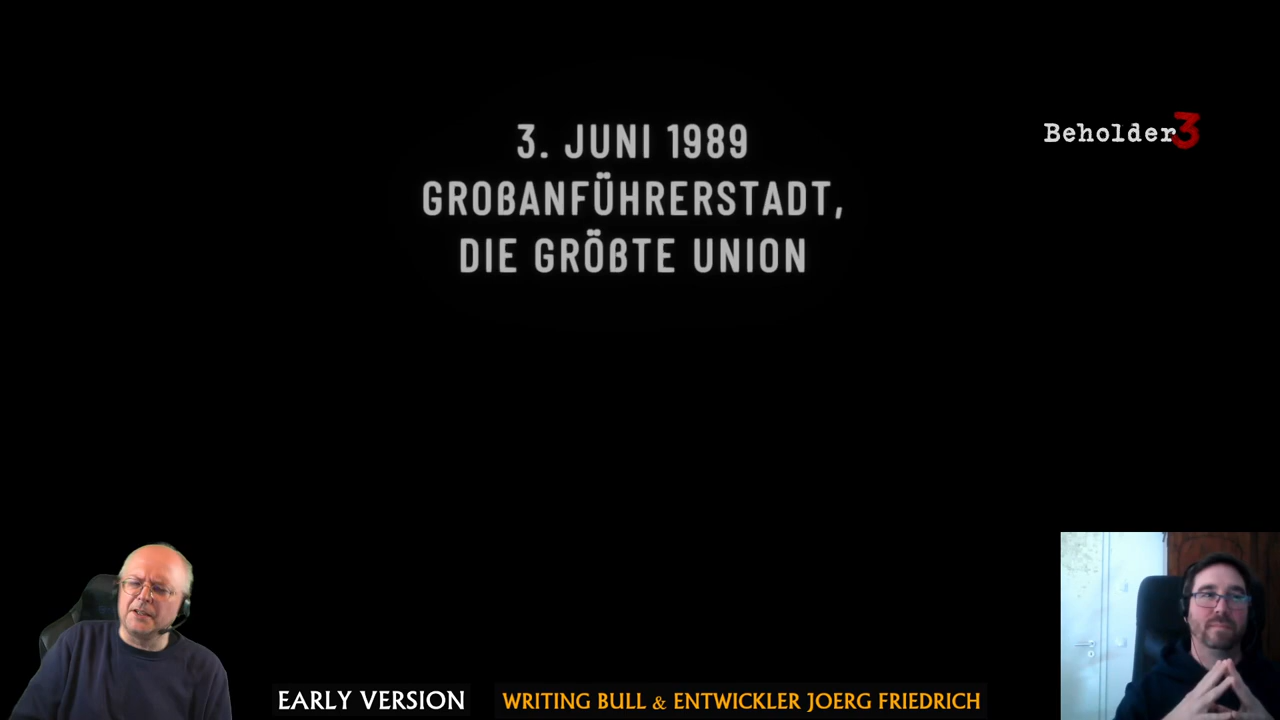 3. JUNI 1989
GROßANFÜHRERSTADT,
DIE GRÖßTE UNION
Beholder3
EARLY VERSION
WRITING BULL & ENTWICKLER JOERG FRIEDRICH